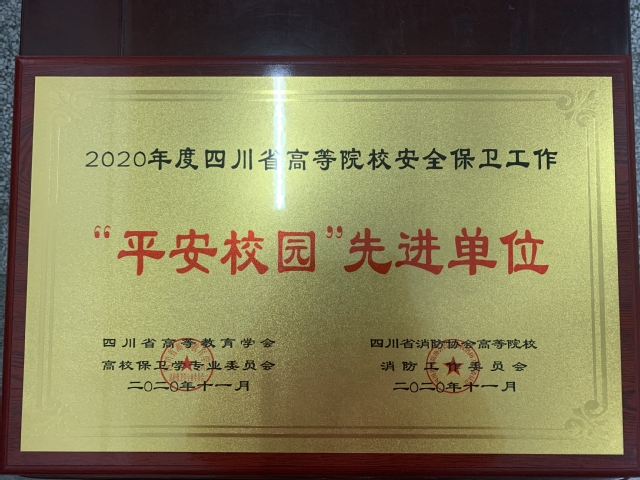 2020年度四川省高等院校安全保卫工作
“平安校园”先进单位
四川省高等教育学会
高校保卫学专业委员会
二〇二〇年十一月
四川省消防协会高等院校
消防工作委员会
二〇二〇年十一月